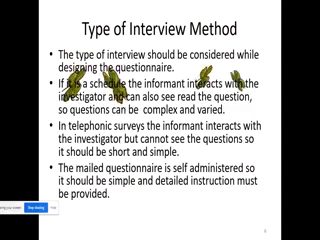 Type of Interview Method
• The type of interview should be considered while
designing the questionnaire.
• If it is a schedule the informant interacts with the
investigator and can also see read the question,
so questions can be complex and varied.
• In telephonic surveys the informant interacts with
the investigator but cannot see the questions so
it should be short and simple.
• The mailed questionnaire is self administered so
it should be simple and detailed instruction must
be provided.
Stop sharing
Hide